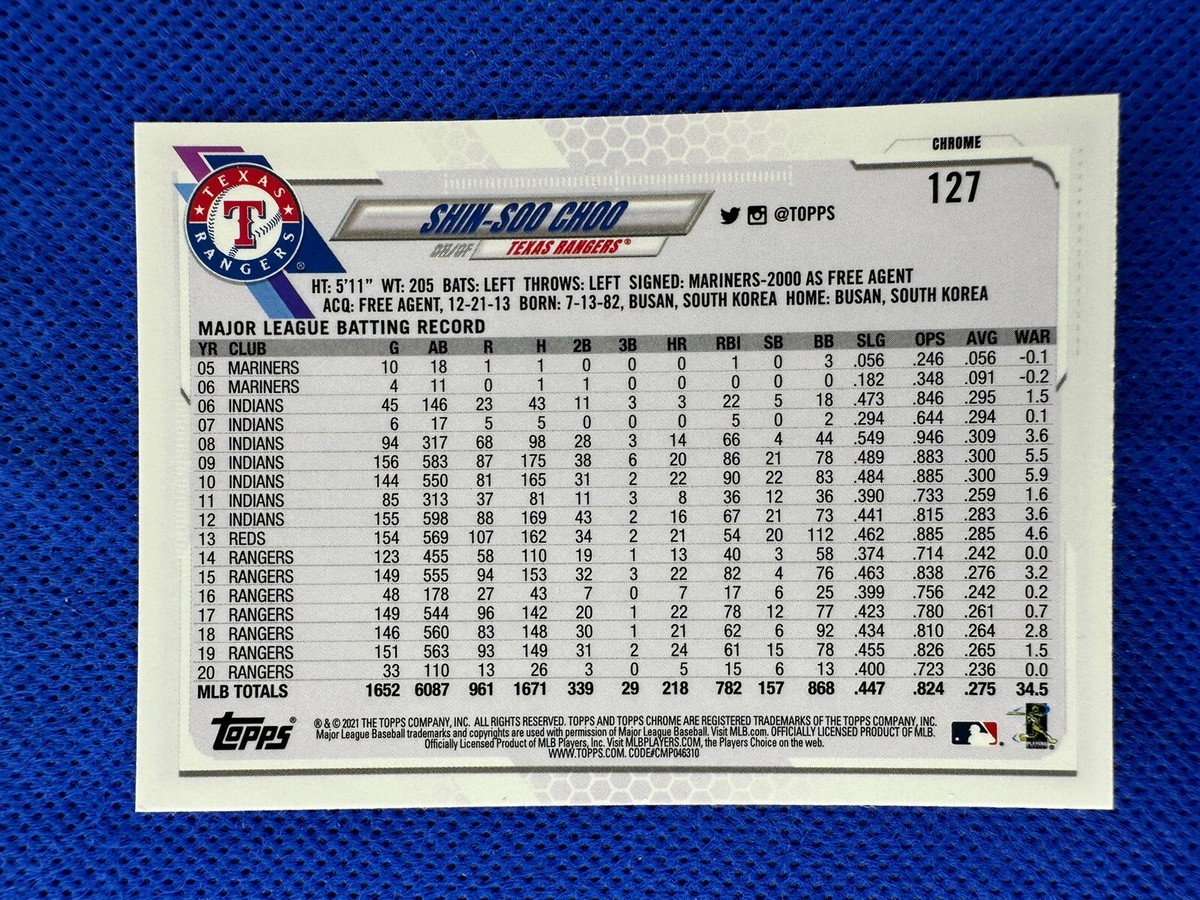 CHROME
127
TEXAS RANGERS
T
®
SHIN-SOO CHOO
@TOPPS
OH/OF TEXAS RANGERS®
HT: 5'11" WT: 205 BATS: LEFT THROWS: LEFT SIGNED: MARINERS-2000 AS FREE AGENT
ACQ: FREE AGENT, 12-21-13 BORN: 7-13-82, BUSAN, SOUTH KOREA HOME: BUSAN, SOUTH KOREA
MAJOR LEAGUE BATTING RECORD
YR CLUB G AB R H 2B 3B HR RBI SB BB SLG OPS AVG WAR
05 MARINERS 10 18 1 1 0 0 0 1 0 3 .056 .246 .056 -0.1
06 MARINERS 4 11 0 1 1 0 0 0 0 0 .182 .348 .091 -0.2
06 INDIANS 45 146 23 43 11 3 3 22 5 18 .473 .846 .295 1.5
07 INDIANS 6 17 5 5 0 0 0 5 0 2 .294 .644 .294 0.1
08 INDIANS 94 317 68 98 28 3 14 66 4 44 .549 .946 .309 3.6
09 INDIANS 156 583 87 175 38 6 20 86 21 78 .489 .883 .300 5.5
10 INDIANS 144 550 81 165 31 2 22 90 22 83 .484 .885 .300 5.9
11 INDIANS 85 313 37 81 11 3 8 36 12 36 .390 .733 .259 1.6
12 INDIANS 155 598 88 169 43 2 16 67 21 73 .441 .815 .283 3.6
13 REDS 154 569 107 162 34 2 21 54 20 112 .462 .885 .285 4.6
14 RANGERS 123 455 58 110 19 1 13 40 3 58 .374 .714 .242 0.0
15 RANGERS 149 555 94 153 32 3 22 82 4 76 .463 .838 .276 3.2
16 RANGERS 48 178 27 43 7 0 7 17 6 25 .399 .756 .242 0.2
17 RANGERS 149 544 96 142 20 1 22 78 12 77 .423 .780 .261 0.7
18 RANGERS 146 560 83 148 30 1 21 62 6 92 .434 .810 .264 2.8
19 RANGERS 151 563 93 149 31 2 24 61 15 78 .455 .826 .265 1.5
20 RANGERS 33 110 13 26 3 0 5 15 6 13 .400 .723 .236 0.0
MLB TOTALS 1652 6087 961 1671 339 29 218 782 157 868 .447 .824 .275 34.5
topps®
® & © 2021 THE TOPPS COMPANY, INC. ALL RIGHTS RESERVED. TOPPS AND TOPPS CHROME ARE REGISTERED TRADEMARKS OF THE TOPPS COMPANY, INC.
Major League Baseball trademarks and copyrights are used with permission of Major League Baseball. Visit MLB.com. OFFICIALLY LICENSED PRODUCT OF MLB.
Officially Licensed Product of MLB Players, Inc. Visit MLBPLAYERS.COM, the Players Choice on the web.
WWW.TOPPS.COM. CODE#CMP046310